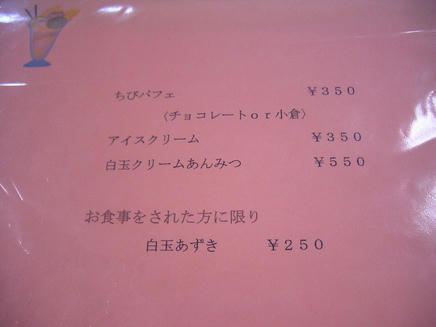 ちびパフェ ￥３５０
〈チョコレートｏｒ小倉〉
アイスクリーム ￥３５０
白玉クリームあんみつ ￥５５０
お食事をされた方に限り
白玉あずき ￥２５０